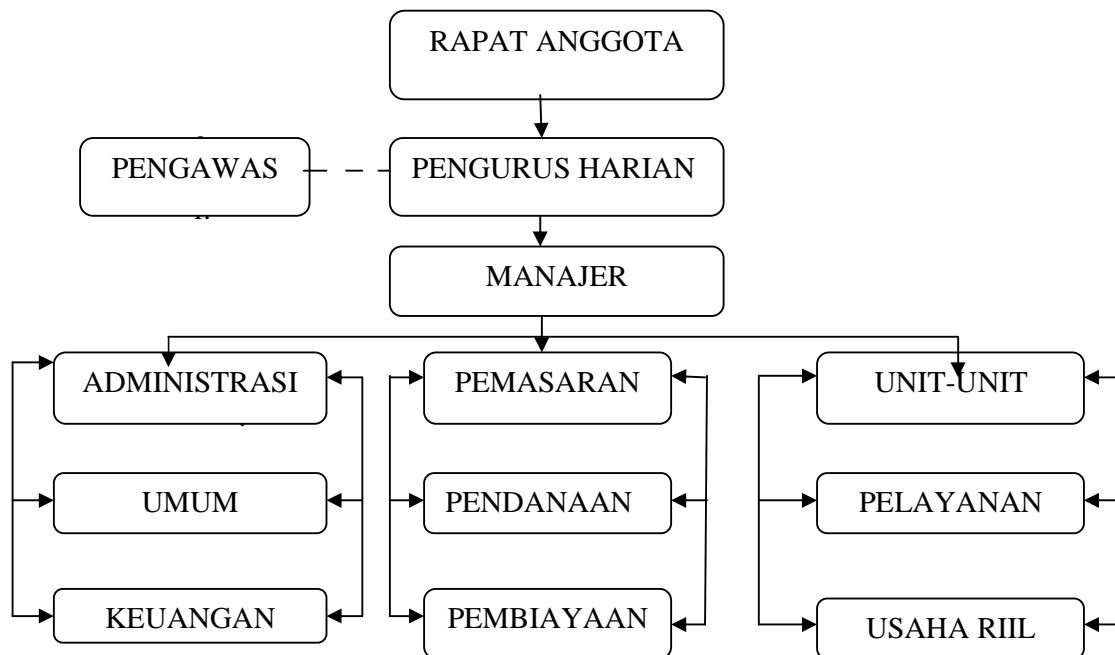 RAPAT ANGGOTA
PENGAWAS
PENGURUS HARIAN
MANAJER
ADMINISTRASI
PEMASARAN
UNIT-UNIT
UMUM
PENDANAAN
PELAYANAN
KEUANGAN
PEMBIAYAAN
USAHA RIIL